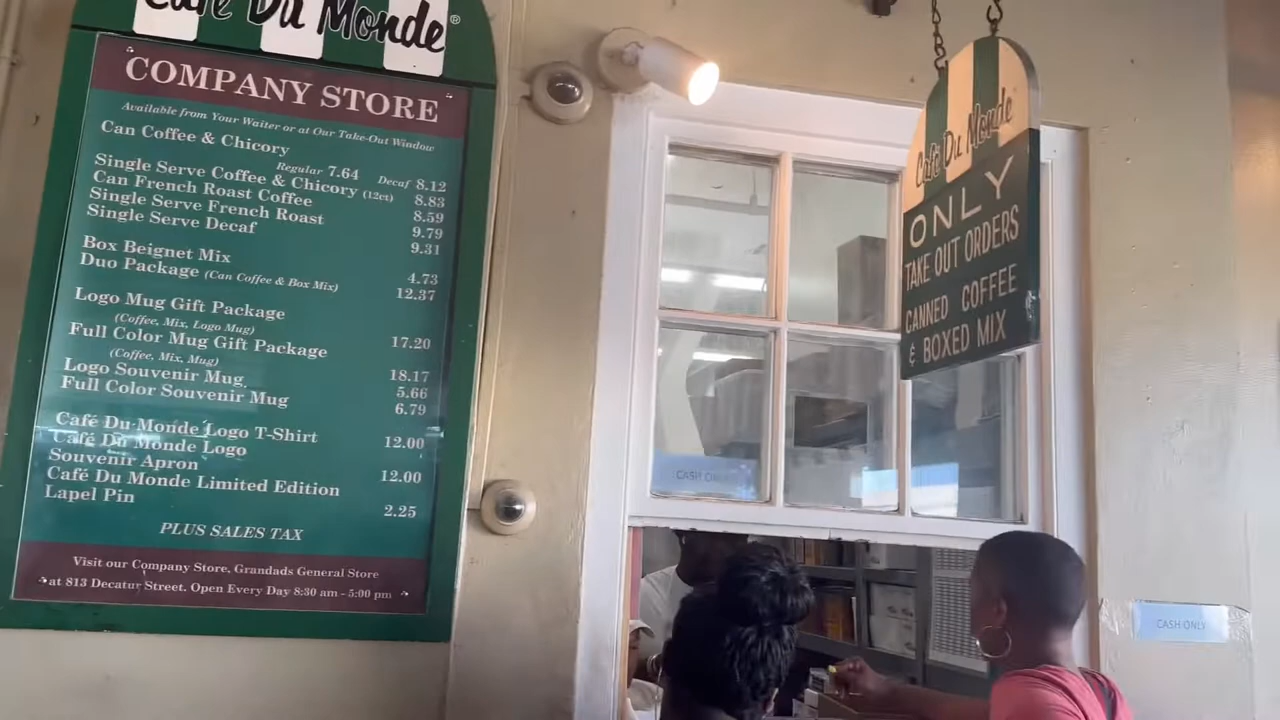 Café Du Monde®
COMPANY STORE
Available from Your Waiter or at Our Take-Out Window
Can Coffee & Chicory
Regular 7.64 Decaf 8.12
Single Serve Coffee & Chicory (12ct) 8.83
Can French Roast Coffee 8.59
Single Serve French Roast 9.79
Single Serve Decaf 9.31
Box Beignet Mix 4.73
Duo Package (Can Coffee & Box Mix) 12.37
Logo Mug Gift Package
(Coffee, Mix, Logo Mug) 17.20
Full Color Mug Gift Package
(Coffee, Mix, Mug) 18.17
Logo Souvenir Mug 5.66
Full Color Souvenir Mug 6.79
Café Du Monde Logo T-Shirt 12.00
Café Du Monde Logo
Souvenir Apron 12.00
Café Du Monde Limited Edition
Lapel Pin 2.25
PLUS SALES TAX
Visit our Company Store, Grandads General Store
at 813 Decatur Street. Open Every Day 8:30 am - 5:00 pm
Café Du Monde
ONLY
TAKE OUT ORDERS
CANNED COFFEE
& BOXED MIX
CASH ONLY
CASH ONLY